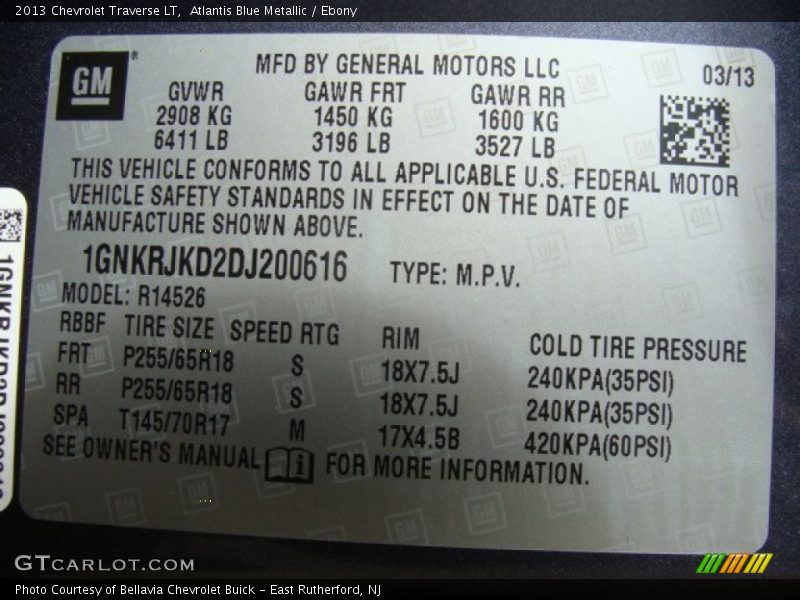 2013 Chevrolet Traverse LT, Atlantis Blue Metallic / Ebony
GM
®
MFD BY GENERAL MOTORS LLC
03/13
GVWR GAWR FRT GAWR RR
2908 KG 1450 KG 1600 KG
6411 LB 3196 LB 3527 LB
THIS VEHICLE CONFORMS TO ALL APPLICABLE U.S. FEDERAL MOTOR
VEHICLE SAFETY STANDARDS IN EFFECT ON THE DATE OF
MANUFACTURE SHOWN ABOVE.
1GNKRJKD2DJ200616 TYPE: M.P.V.
MODEL: R14526
RBBF TIRE SIZE SPEED RTG RIM COLD TIRE PRESSURE
FRT P255/65R18 S 18X7.5J 240KPA(35PSI)
RR P255/65R18 S 18X7.5J 240KPA(35PSI)
SPA T145/70R17 M 17X4.5B 420KPA(60PSI)
SEE OWNER'S MANUAL i FOR MORE INFORMATION.
GTCARLOT.COM
Photo Courtesy of Bellavia Chevrolet Buick - East Rutherford, NJ